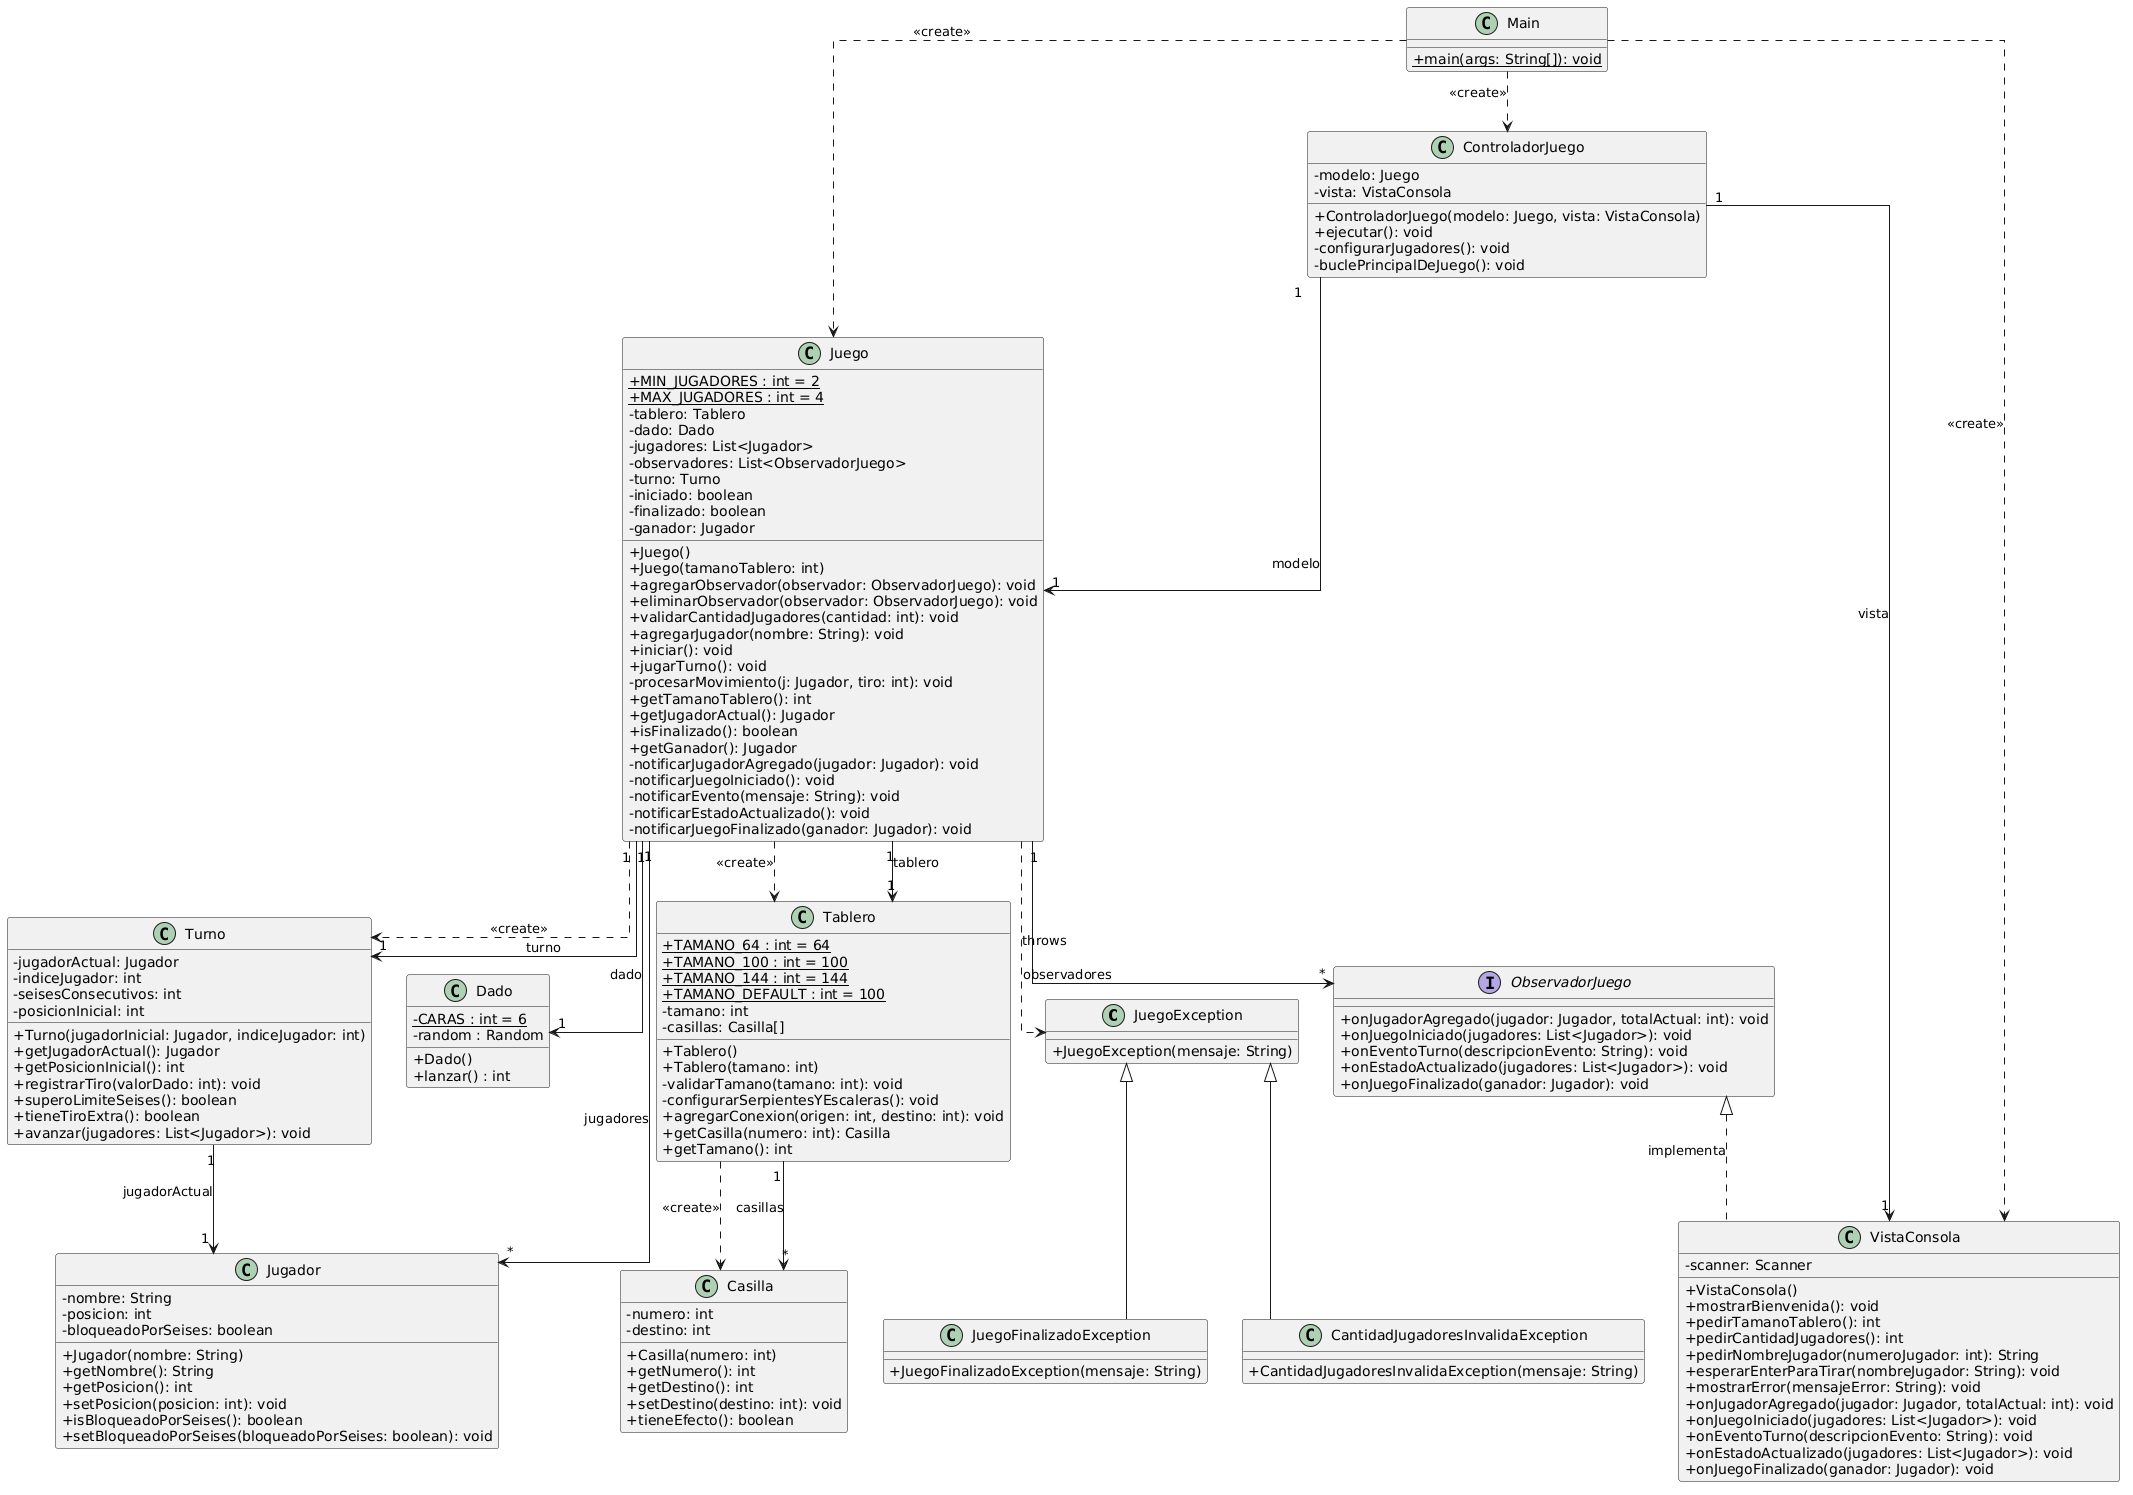 C Main
+main(args: String[]): void
«create»
«create»
«create»
C ControladorJuego
-modelo: Juego
-vista: VistaConsola
+ControladorJuego(modelo: Juego, vista: VistaConsola)
+ejecutar(): void
-configurarJugadores(): void
-buclePrincipalDeJuego(): void
1
1
modelo
1
vista
1
C Juego
+MIN_JUGADORES : int = 2
+MAX_JUGADORES : int = 4
-tablero: Tablero
-dado: Dado
-jugadores: List<Jugador>
-observadores: List<ObservadorJuego>
-turno: Turno
-iniciado: boolean
-finalizado: boolean
-ganador: Jugador
+Juego()
+Juego(tamanoTablero: int)
+agregarObservador(observador: ObservadorJuego): void
+eliminarObservador(observador: ObservadorJuego): void
+validarCantidadJugadores(cantidad: int): void
+agregarJugador(nombre: String): void
+iniciar(): void
+jugarTurno(): void
-procesarMovimiento(j: Jugador, tiro: int): void
+getTamanoTablero(): int
+getJugadorActual(): Jugador
+isFinalizado(): boolean
+getGanador(): Jugador
-notificarJugadorAgregado(jugador: Jugador): void
-notificarJuegoIniciado(): void
-notificarEvento(mensaje: String): void
-notificarEstadoActualizado(): void
-notificarJuegoFinalizado(ganador: Jugador): void
1
1
1
«create»
1
tablero
1
1
«create»
turno
1
dado
1
jugadores
*
throws
observadores
*
C Turno
-jugadorActual: Jugador
-indiceJugador: int
-seisesConsecutivos: int
-posicionInicial: int
+Turno(jugadorInicial: Jugador, indiceJugador: int)
+getJugadorActual(): Jugador
+getPosicionInicial(): int
+registrarTiro(valorDado: int): void
+superoLimiteSeises(): boolean
+tieneTiroExtra(): boolean
+avanzar(jugadores: List<Jugador>): void
C Dado
-CARAS : int = 6
-random : Random
+Dado()
+lanzar() : int
C Tablero
+TAMANO_64 : int = 64
+TAMANO_100 : int = 100
+TAMANO_144 : int = 144
+TAMANO_DEFAULT : int = 100
-tamano: int
-casillas: Casilla[]
+Tablero()
+Tablero(tamano: int)
-validarTamano(tamano: int): void
-configurarSerpientesYEscaleras(): void
+agregarConexion(origen: int, destino: int): void
+getCasilla(numero: int): Casilla
+getTamano(): int
C JuegoException
+JuegoException(mensaje: String)
I ObservadorJuego
+onJugadorAgregado(jugador: Jugador, totalActual: int): void
+onJuegoIniciado(jugadores: List<Jugador>): void
+onEventoTurno(descripcionEvento: String): void
+onEstadoActualizado(jugadores: List<Jugador>): void
+onJuegoFinalizado(ganador: Jugador): void
1
jugadorActual
1
«create»
1
casillas
*
implementa
C Jugador
-nombre: String
-posicion: int
-bloqueadoPorSeises: boolean
+Jugador(nombre: String)
+getNombre(): String
+getPosicion(): int
+setPosicion(posicion: int): void
+isBloqueadoPorSeises(): boolean
+setBloqueadoPorSeises(bloqueadoPorSeises: boolean): void
C Casilla
-numero: int
-destino: int
+Casilla(numero: int)
+getNumero(): int
+getDestino(): int
+setDestino(destino: int): void
+tieneEfecto(): boolean
C JuegoFinalizadoException
+JuegoFinalizadoException(mensaje: String)
C CantidadJugadoresInvalidaException
+CantidadJugadoresInvalidaException(mensaje: String)
C VistaConsola
-scanner: Scanner
+VistaConsola()
+mostrarBienvenida(): void
+pedirTamanoTablero(): int
+pedirCantidadJugadores(): int
+pedirNombreJugador(numeroJugador: int): String
+esperarEnterParaTirar(nombreJugador: String): void
+mostrarError(mensajeError: String): void
+onJugadorAgregado(jugador: Jugador, totalActual: int): void
+onJuegoIniciado(jugadores: List<Jugador>): void
+onEventoTurno(descripcionEvento: String): void
+onEstadoActualizado(jugadores: List<Jugador>): void
+onJuegoFinalizado(ganador: Jugador): void